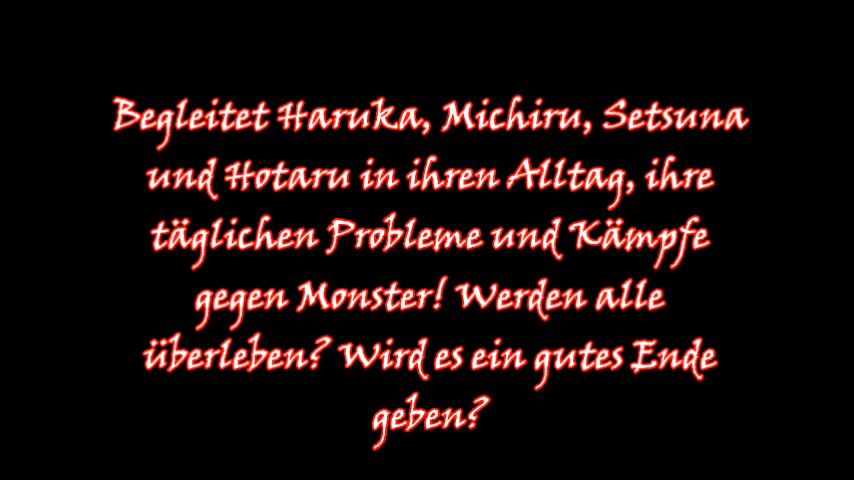 Begleitet Haruka, Michiru, Setsuna
und Hotaru in ihren Alltag, ihre
täglichen Probleme und Kämpfe
gegen Monster! Werden alle
überleben? Wird es ein gutes Ende
geben?